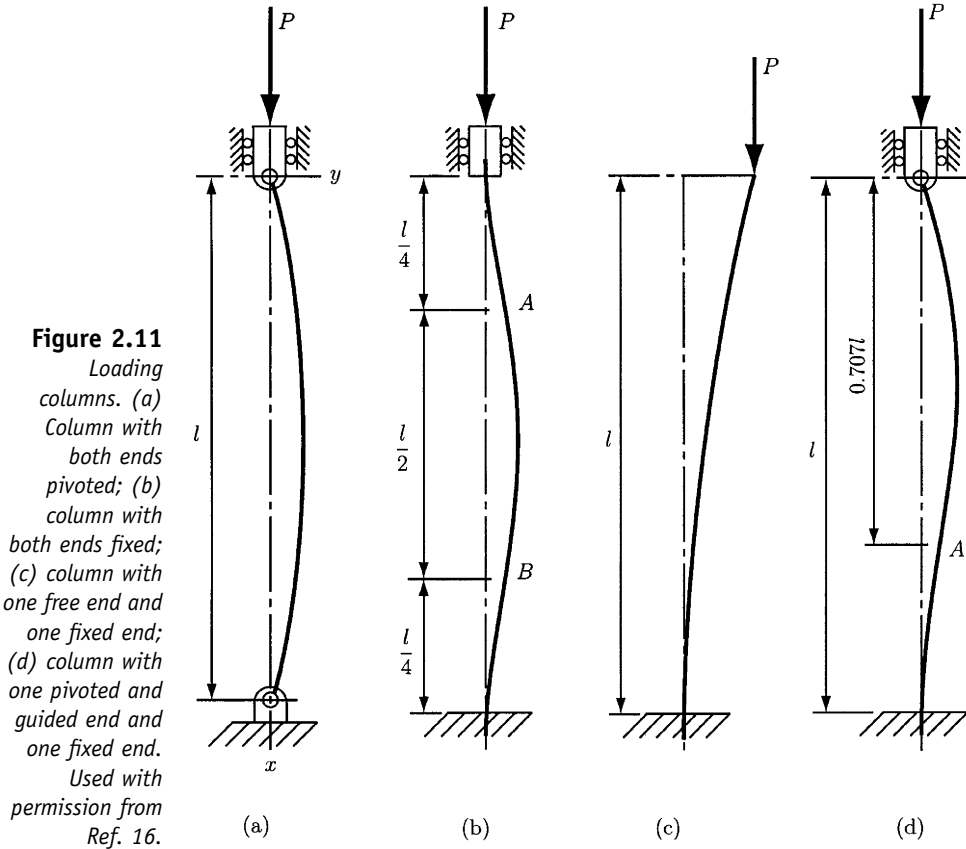 Figure 2.11
Loading
columns. (a)
Column with
both ends
pivoted; (b)
column with
both ends fixed;
(c) column with
one free end and
one fixed end;
(d) column with
one pivoted and
guided end and
one fixed end.
Used with
permission from
Ref. 16.
P
y
l
x
(a)
P
l/4
A
l/2
B
l/4
(b)
P
l
(c)
P
l
0.707l
A
(d)